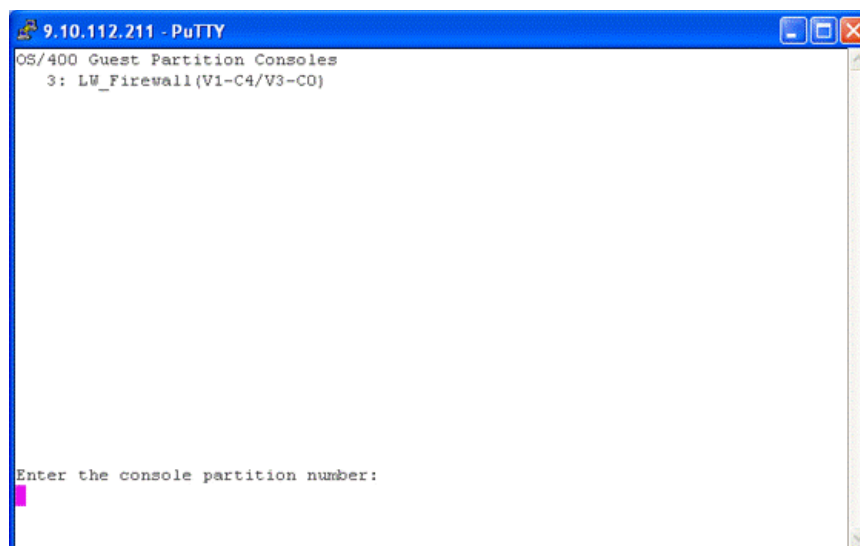 9.10.112.211 - PuTTY
OS/400 Guest Partition Consoles
3: LW_Firewall(V1-C4/V3-C0)
Enter the console partition number: